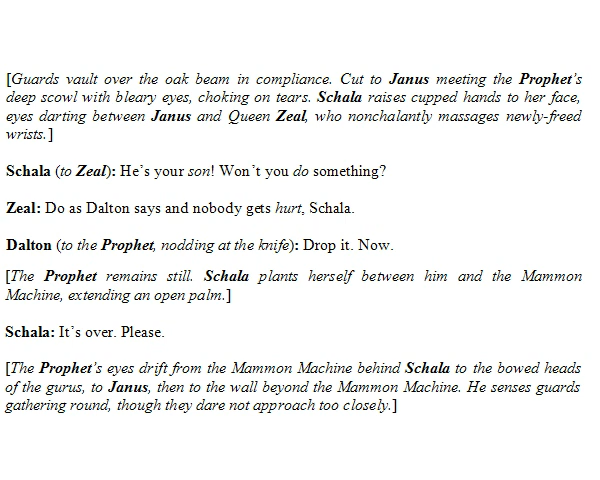 [Guards vault over the oak beam in compliance. Cut to Janus meeting the Prophet's
deep scowl with bleary eyes, choking on tears. Schala raises cupped hands to her face,
eyes darting between Janus and Queen Zeal, who nonchalantly massages newly-freed
wrists.]
Schala (to Zeal): He's your son! Won't you do something?
Zeal: Do as Dalton says and nobody gets hurt, Schala.
Dalton (to the Prophet, nodding at the knife): Drop it. Now.
[The Prophet remains still. Schala plants herself between him and the Mammon
Machine, extending an open palm.]
Schala: It's over. Please.
[The Prophet's eyes drift from the Mammon Machine behind Schala to the bowed heads
of the gurus, to Janus, then to the wall beyond the Mammon Machine. He senses guards
gathering round, though they dare not approach too closely.]